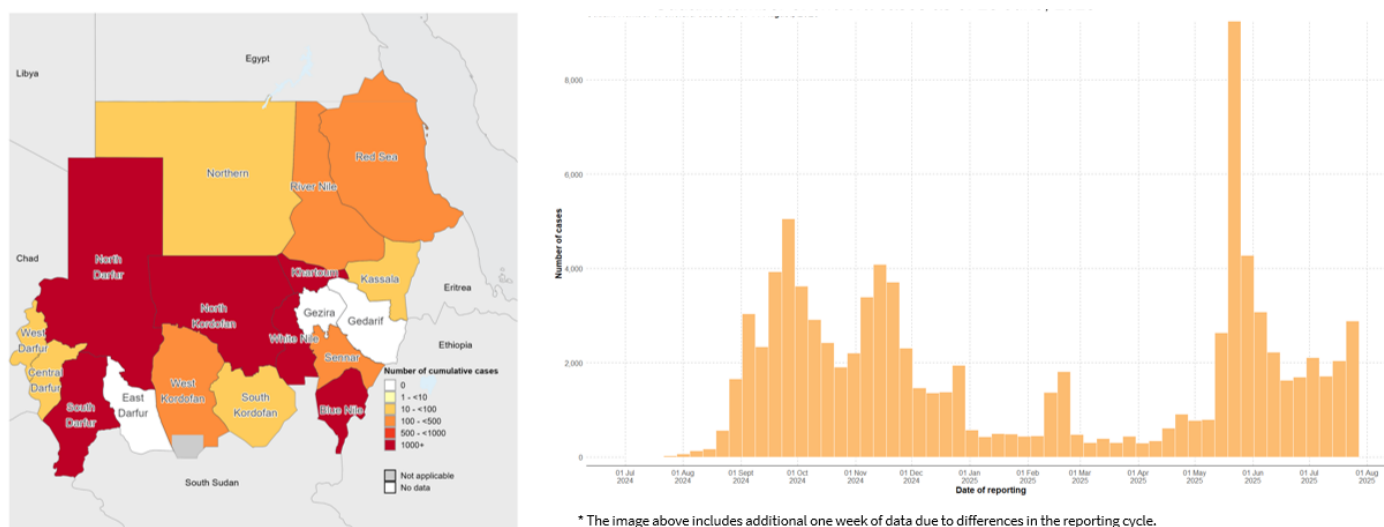 Libya
Egypt
Red Sea
Northern
River Nile
North
Darfur
Chad
Khartoum
Kassala
Eritrea
North
Kordofan
Gezira
Gedarif
White Nile
West
Darfur
Ethiopia
Sennar
Central
Darfur
West
Kordofan
East
Darfur
South
Kordofan
South
Darfur
Blue Nile
South Sudan
Number of cumulative cases
0
1 - <10
10 - <100
100 - <500
500 - <1000
1000+
Not applicable
No data
Number of cases
8,000
6,000
4,000
2,000
0
01 Jul 2024
01 Aug 2024
01 Sept 2024
01 Oct 2024
01 Nov 2024
01 Dec 2024
01 Jan 2025
01 Feb 2025
01 Mar 2025
01 Apr 2025
01 May 2025
01 Jun 2025
01 Jul 2025
01 Aug 2025
Date of reporting
* The image above includes additional one week of data due to differences in the reporting cycle.